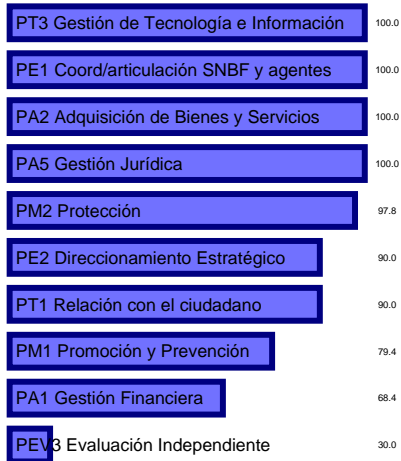 PT3 Gestión de Tecnología e Información 100.0
PE1 Coord/articulación SNBF y agentes 100.0
PA2 Adquisición de Bienes y Servicios 100.0
PA5 Gestión Jurídica 100.0
PM2 Protección 97.8
PE2 Direccionamiento Estratégico 90.0
PT1 Relación con el ciudadano 90.0
PM1 Promoción y Prevención 79.4
PA1 Gestión Financiera 68.4
PEV3 Evaluación Independiente 30.0